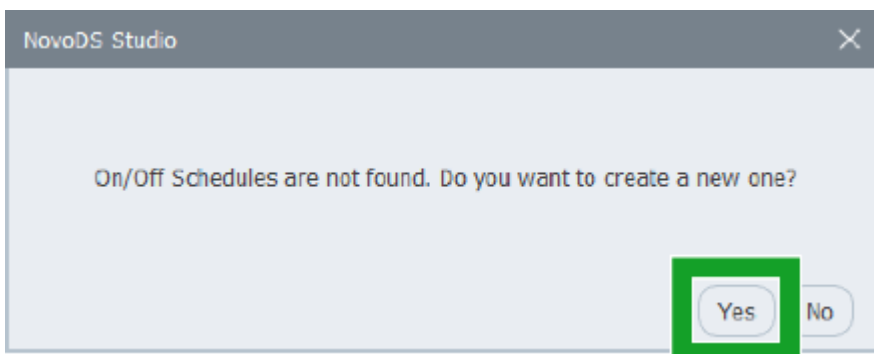 NovoDS Studio
On/Off Schedules are not found. Do you want to create a new one?
Yes No